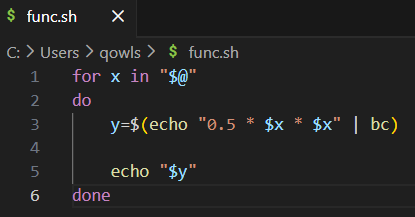 $ func.sh ×
C: > Users > qowls > $ func.sh
1 for x in "$@"
2 do
3     y=$(echo "0.5 * $x * $x" | bc)
4
5     echo "$y"
6 done